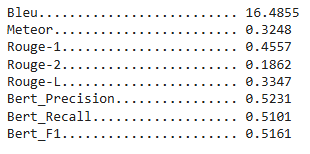 Bleu......................... 16.4855
Meteor....................... 0.3248
Rouge-1...................... 0.4557
Rouge-2...................... 0.1862
Rouge-L...................... 0.3347
Bert_Precision............... 0.5231
Bert_Recall.................. 0.5101
Bert_F1...................... 0.5161